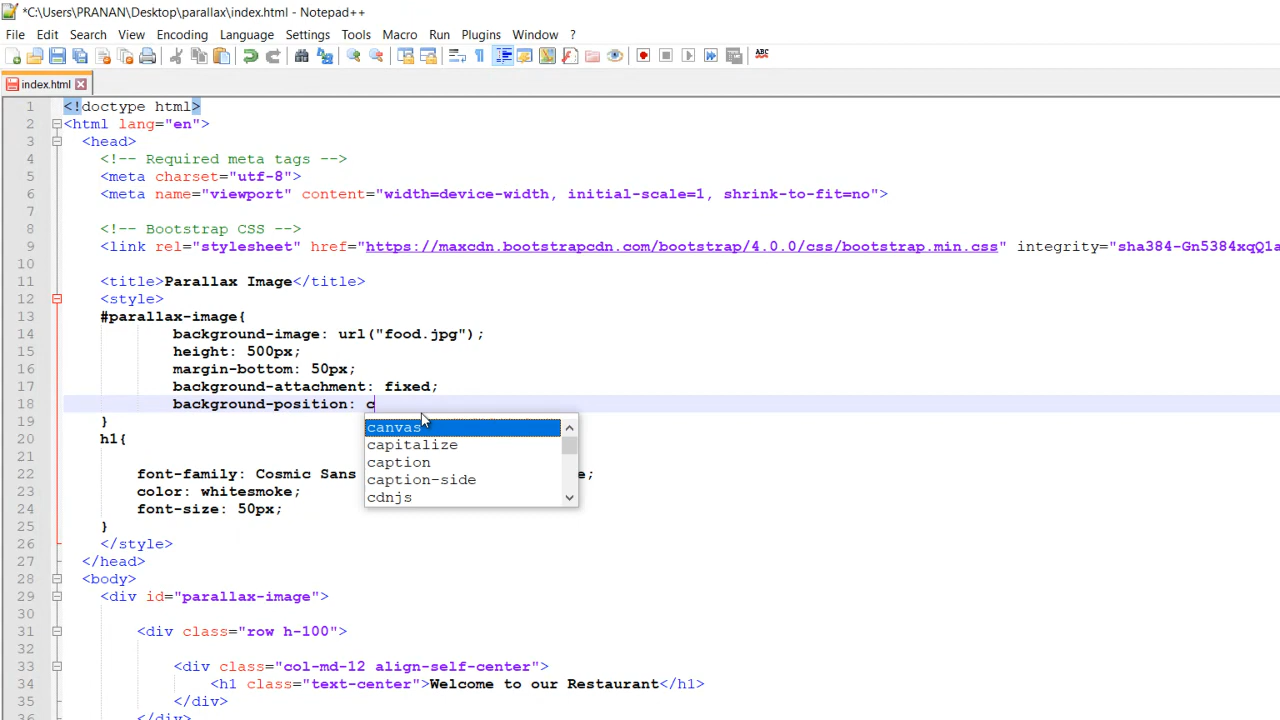 *C:\Users\PRANAN\Desktop\parallax\index.html - Notepad++
File Edit Search View Encoding Language Settings Tools Macro Run Plugins Window ?
ABC
index.html
1 <!doctype html>
2 <html lang="en">
3 <head>
4 <!-- Required meta tags -->
5 <meta charset="utf-8">
6 <meta name="viewport" content="width=device-width, initial-scale=1, shrink-to-fit=no">
7
8 <!-- Bootstrap CSS -->
9 <link rel="stylesheet" href="https://maxcdn.bootstrapcdn.com/bootstrap/4.0.0/css/bootstrap.min.css" integrity="sha384-Gn5384xqQ1a
10
11 <title>Parallax Image</title>
12 <style>
13 #parallax-image{
14 background-image: url("food.jpg");
15 height: 500px;
16 margin-bottom: 50px;
17 background-attachment: fixed;
18 background-position: c
19 }
canvas
20 h1{
capitalize
21
caption
22 font-family: Cosmic Sans e;
caption-side
23 color: whitesmoke;
cdnjs
24 font-size: 50px;
25 }
26 </style>
27 </head>
28 <body>
29 <div id="parallax-image">
30
31 <div class="row h-100">
32
33 <div class="col-md-12 align-self-center">
34 <h1 class="text-center">Welcome to our Restaurant</h1>
35 </div>
36 </div>